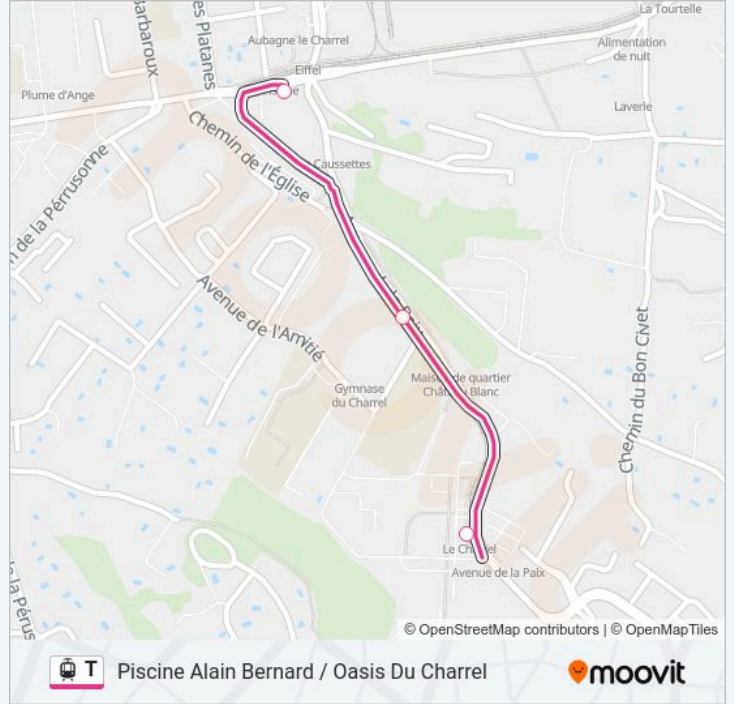 La Tourtelle
Barbaroux
es Platanes
Aubagne le Charrel
Alimentation
de nuit
Eiffel
Plume d'Ange
Laverie
Chemin de l'Église
Caussettes
n de la Pérrusonne
Avenue de l'Amitié
Maison de quartier
Château Blanc
Gymnase
du Charrel
Chemin du Bon Civet
Le Charrel
Avenue de la Paix
e la Pérus
© OpenStreetMap contributors | © OpenMapTiles
T Piscine Alain Bernard / Oasis Du Charrel
moovit